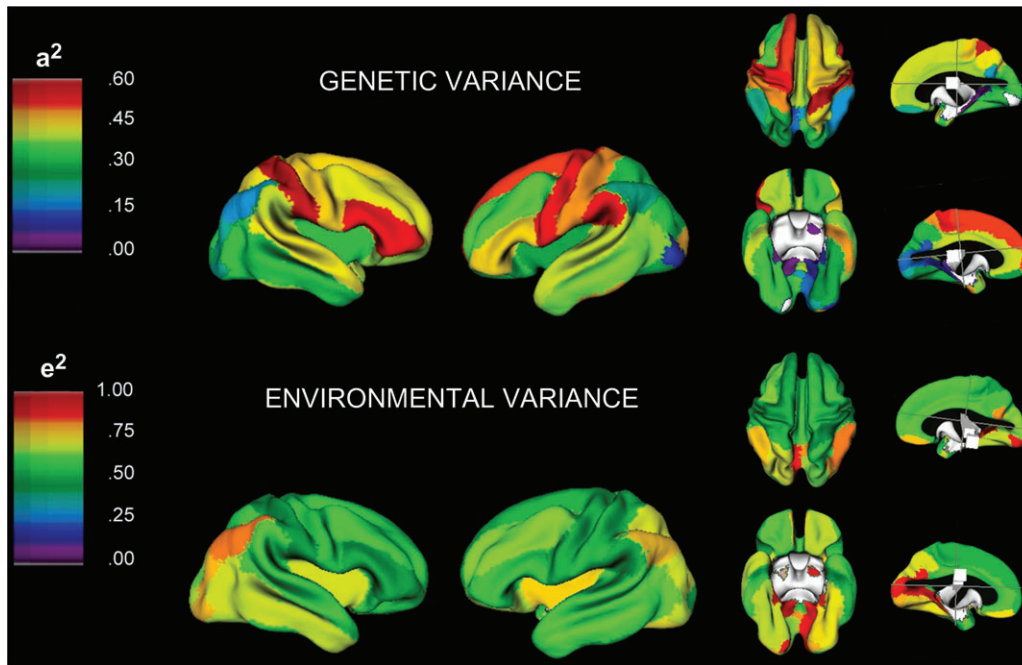 a²
.60
.45
.30
.15
.00
GENETIC VARIANCE
e²
1.00
.75
.50
.25
.00
ENVIRONMENTAL VARIANCE